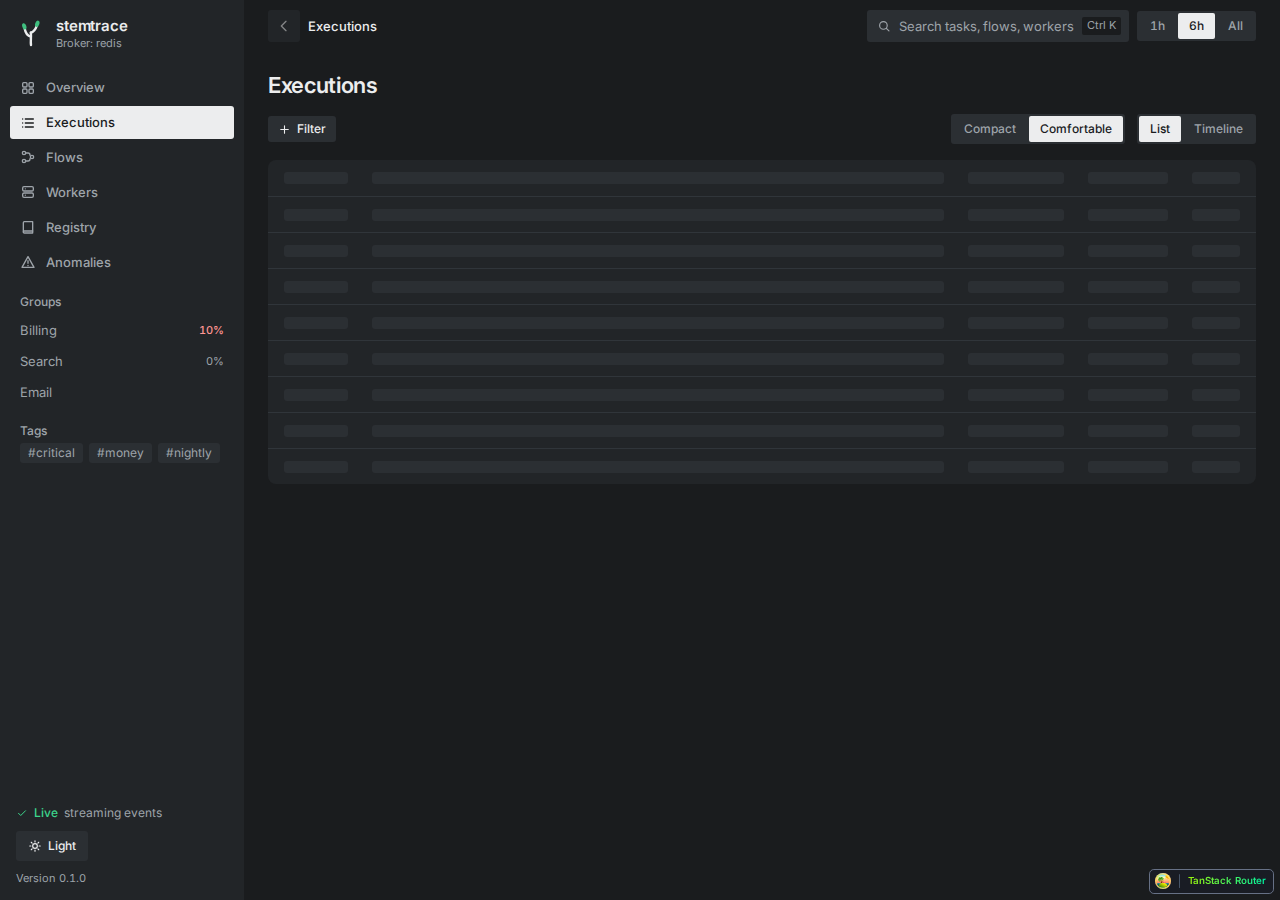 stemtrace
Broker: redis
Overview
Executions
Flows
Workers
Registry
Anomalies
Groups
Billing 10%
Search 0%
Email
Tags
#critical #money #nightly
Live streaming events
Light
Version 0.1.0
Executions
Search tasks, flows, workers Ctrl K
1h 6h All
Executions
Filter
Compact Comfortable
List Timeline
TanStack Router